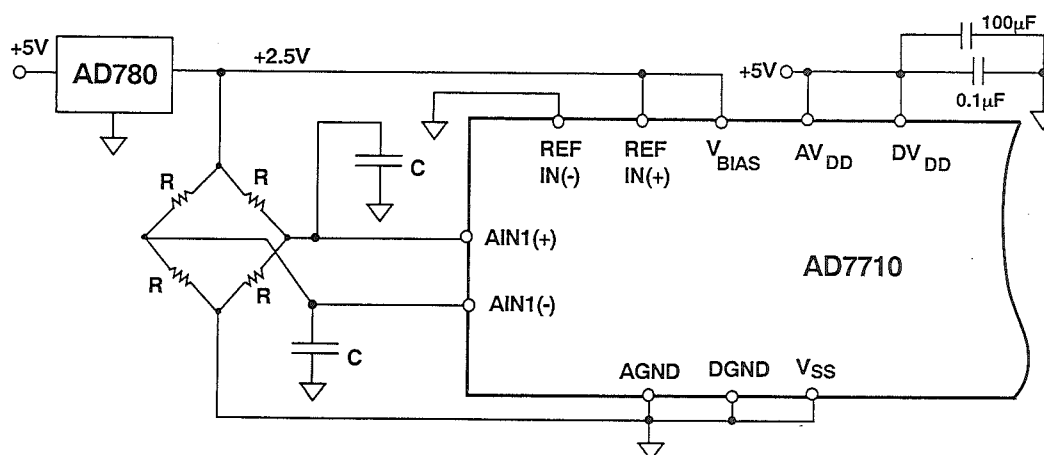 100µF
+5V
AD780
+2.5V
+5V
0.1µF
REF
IN(-)
REF
IN(+)
VBIAS
AVDD
DVDD
C
R
R
AIN1(+)
AD7710
R
R
AIN1(-)
C
AGND
DGND
VSS